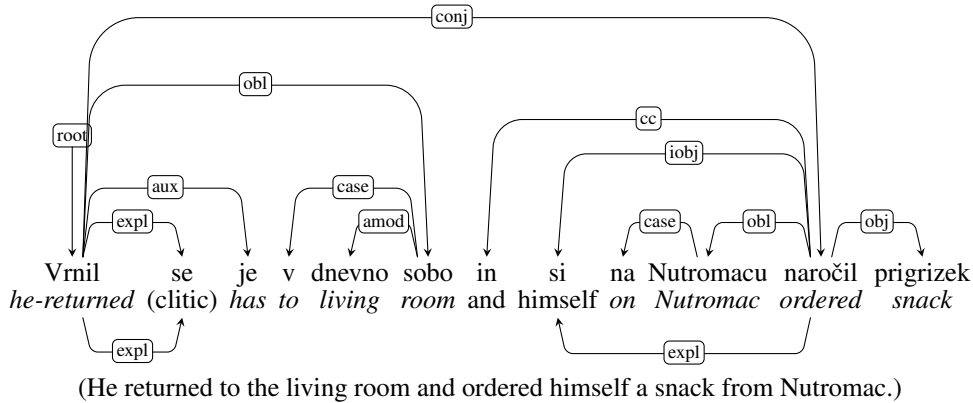 conj
obl
root
cc
iobj
aux
case
amod
expl
case
obl
obj
Vrnil se je v dnevno sobo in si na Nutromacu naročil prigrizek
he-returned (clitic) has to living room and himself on Nutromac ordered snack
expl
expl
(He returned to the living room and ordered himself a snack from Nutromac.)